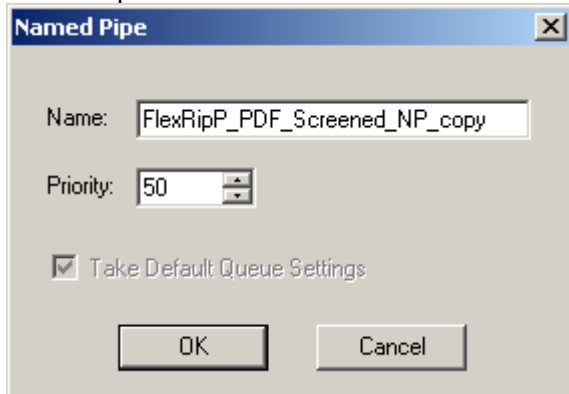 Named Pipe
Name: FlexRipP_PDF_Screened_NP_copy
Priority: 50
Take Default Queue Settings
OK Cancel